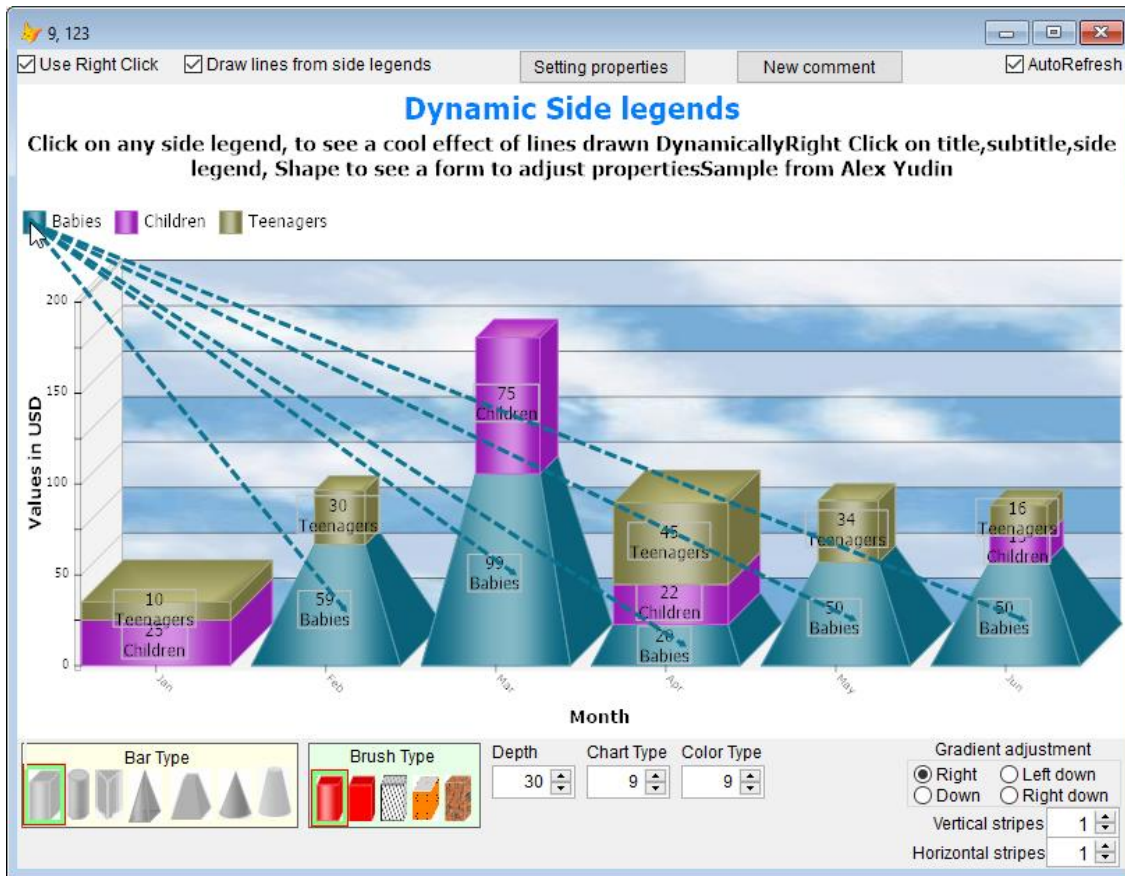 9, 123
Use Right Click
Draw lines from side legends
Setting properties
New comment
AutoRefresh
Dynamic Side legends
Click on any side legend, to see a cool effect of lines drawn DynamicallyRight Click on title,subtitle,side
legend, Shape to see a form to adjust propertiesSample from Alex Yudin
Babies
Children
Teenagers
Values in USD
200
150
100
50
0
10
Teenagers
25
Children
30
Teenagers
59
Babies
75
Children
99
Babies
45
Teenagers
22
Children
20
Babies
34
Teenagers
50
Babies
16
Teenagers
Children
50
Babies
Jan
Feb
Mar
Apr
May
Jun
Month
Bar Type
Brush Type
Depth
30
Chart Type
9
Color Type
9
Gradient adjustment
Right
Left down
Down
Right down
Vertical stripes
1
Horizontal stripes
1